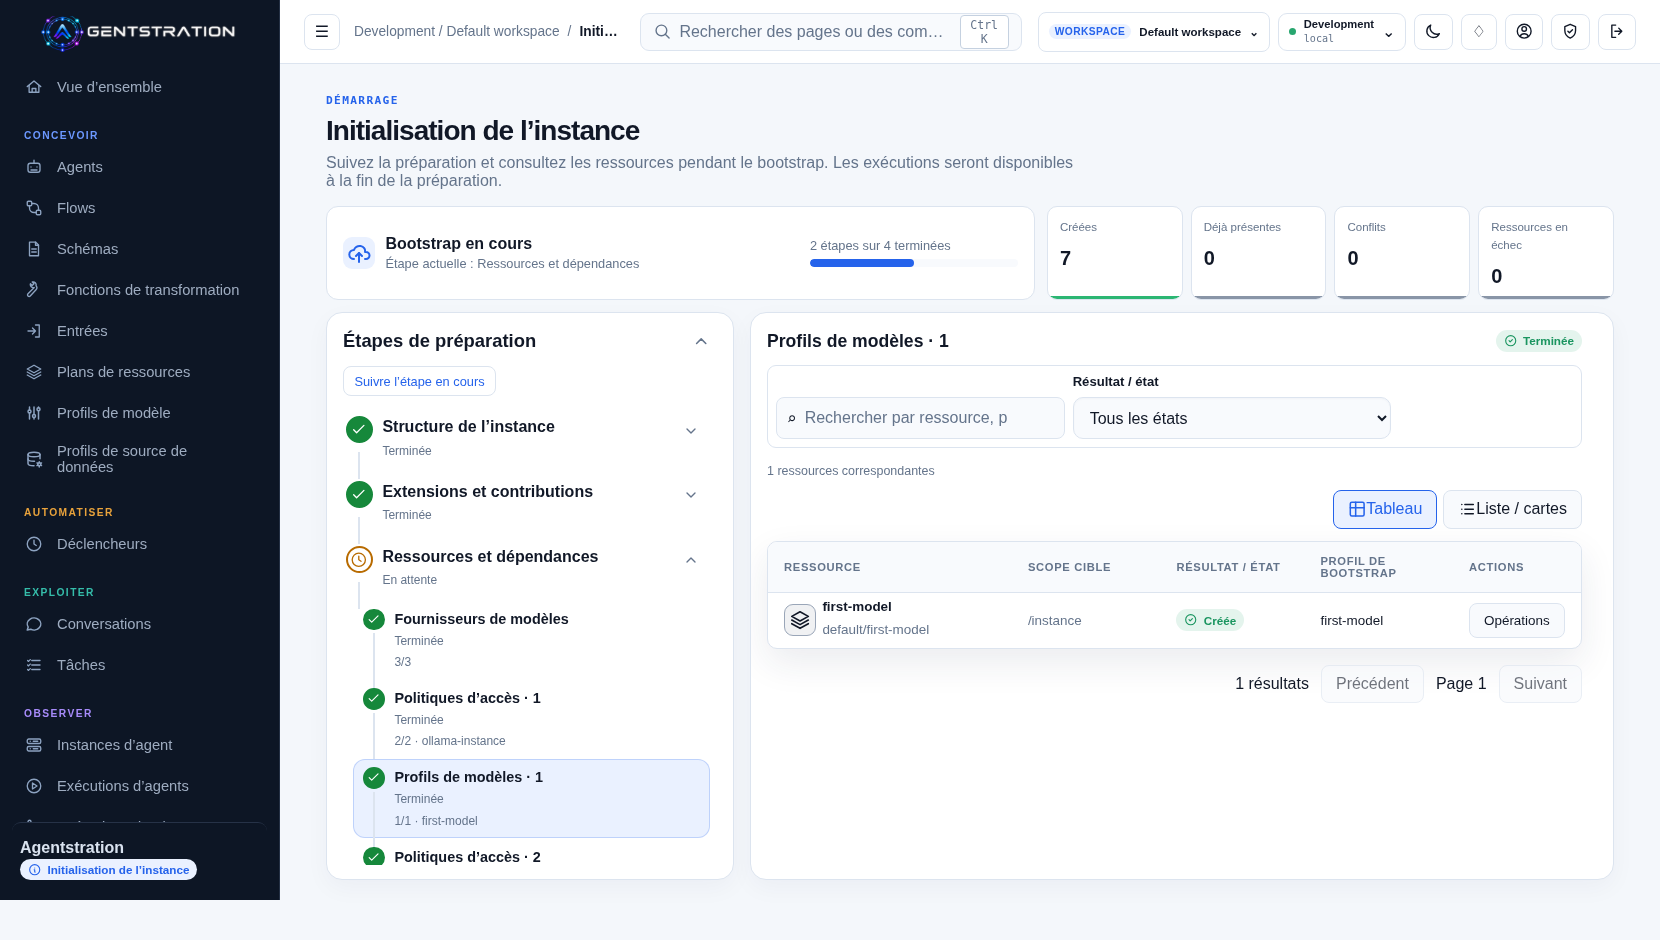 GENTSTRATION
Vue d’ensemble
CONCEVOIR
Agents
Flows
Schémas
Fonctions de transformation
Entrées
Plans de ressources
Profils de modèle
Profils de source de
données
AUTOMATISER
Déclencheurs
EXPLOITER
Conversations
Tâches
OBSERVER
Instances d’agent
Exécutions d’agents
Agentstration
Initialisation de l’instance
Development / Default workspace / Initi…
Rechercher des pages ou des com…
Ctrl
K
WORKSPACE Default workspace
Development
local
DÉMARRAGE
Initialisation de l’instance
Suivez la préparation et consultez les ressources pendant le bootstrap. Les exécutions seront disponibles
à la fin de la préparation.
Bootstrap en cours
Étape actuelle : Ressources et dépendances
2 étapes sur 4 terminées
Créées
7
Déjà présentes
0
Conflits
0
Ressources en
échec
0
Étapes de préparation
Suivre l’étape en cours
Structure de l’instance
Terminée
Extensions et contributions
Terminée
Ressources et dépendances
En attente
Fournisseurs de modèles
Terminée
3/3
Politiques d’accès · 1
Terminée
2/2 · ollama-instance
Profils de modèles · 1
Terminée
1/1 · first-model
Politiques d’accès · 2
Profils de modèles · 1
Terminée
Résultat / état
Rechercher par ressource, p
Tous les états
1 ressources correspondantes
Tableau
Liste / cartes
RESSOURCE SCOPE CIBLE RÉSULTAT / ÉTAT PROFIL DE
BOOTSTRAP ACTIONS
first-model
default/first-model
/instance
Créée
first-model
Opérations
1 résultats
Précédent
Page 1
Suivant